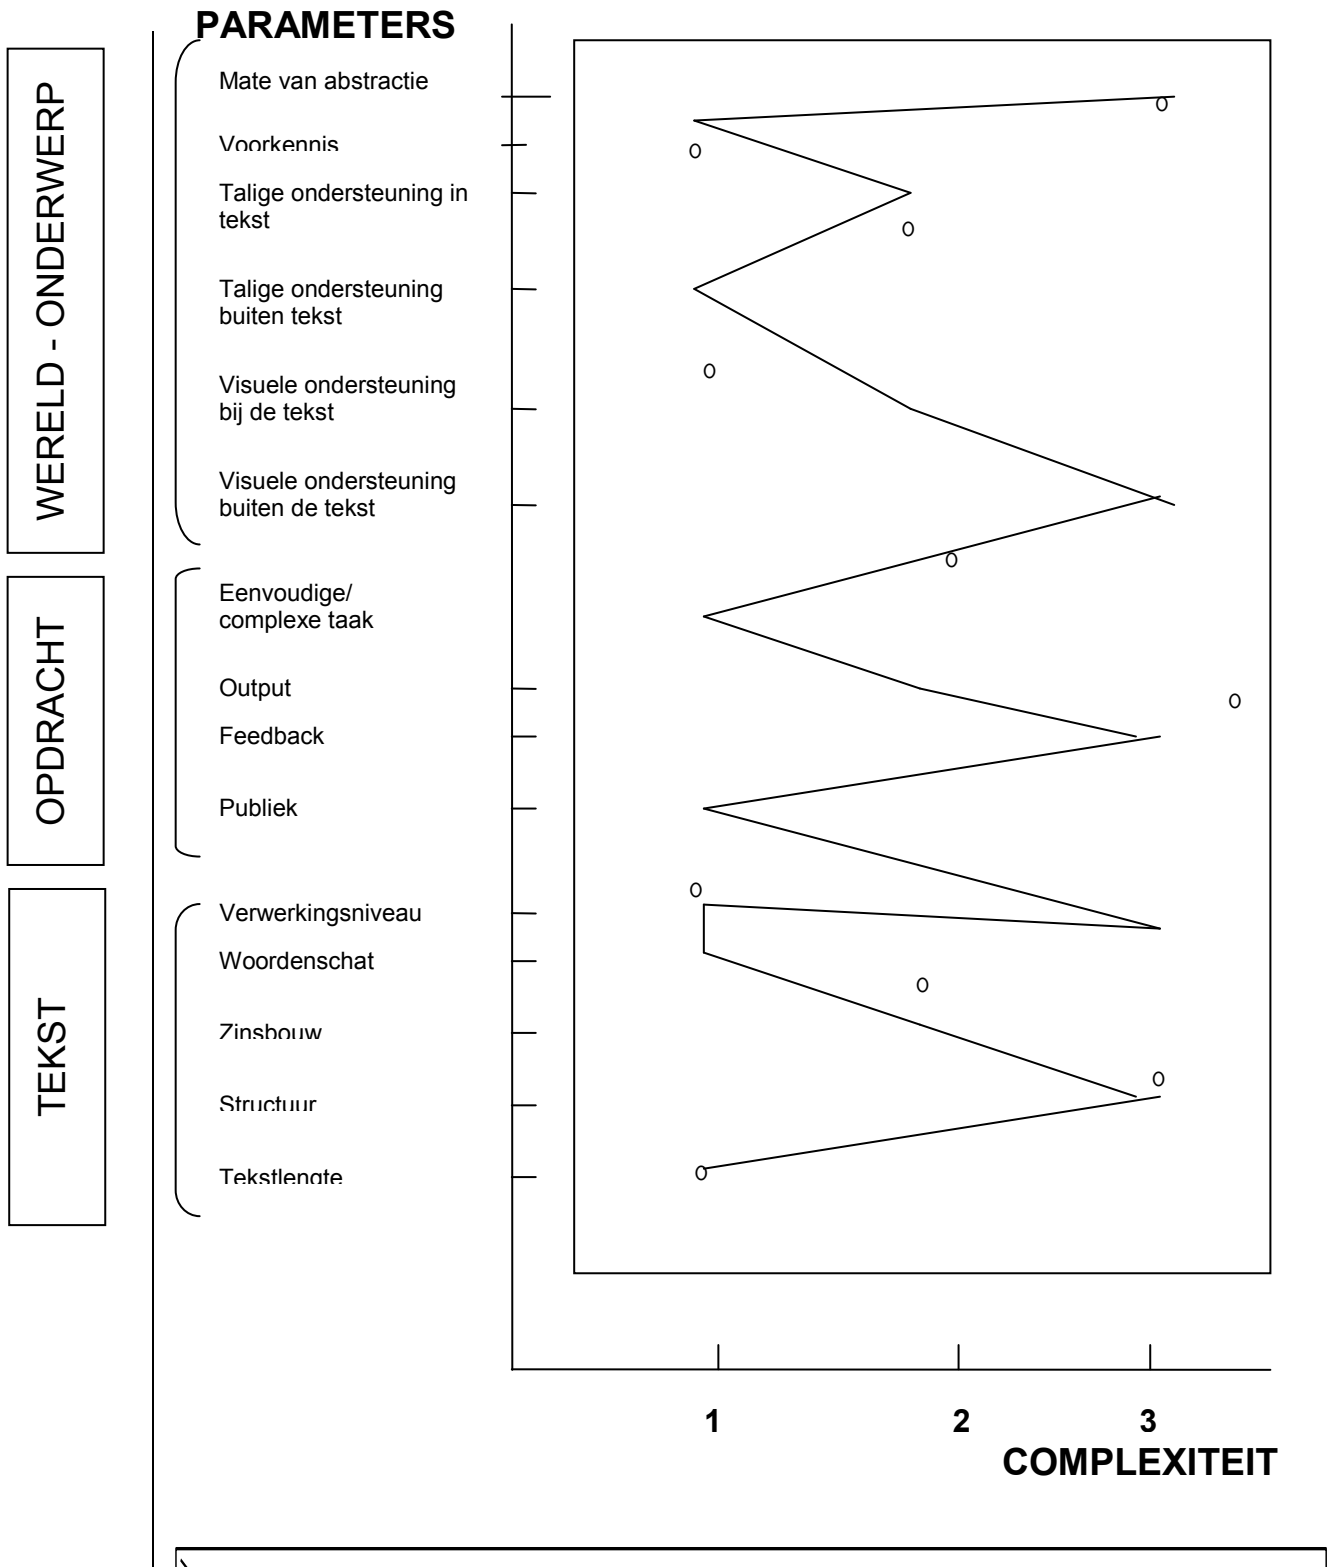 PARAMETERS
WERELD - ONDERWERP
Mate van abstractie
Voorkennis
Talige ondersteuning in
tekst
Talige ondersteuning
buiten tekst
Visuele ondersteuning
bij de tekst
Visuele ondersteuning
buiten de tekst
OPDRACHT
Eenvoudige/
complexe taak
Output
Feedback
Publiek
TEKST
Verwerkingsniveau
Woordenschat
Zinsbouw
Structuur
Tekstlengte
1 2 3
COMPLEXITEIT